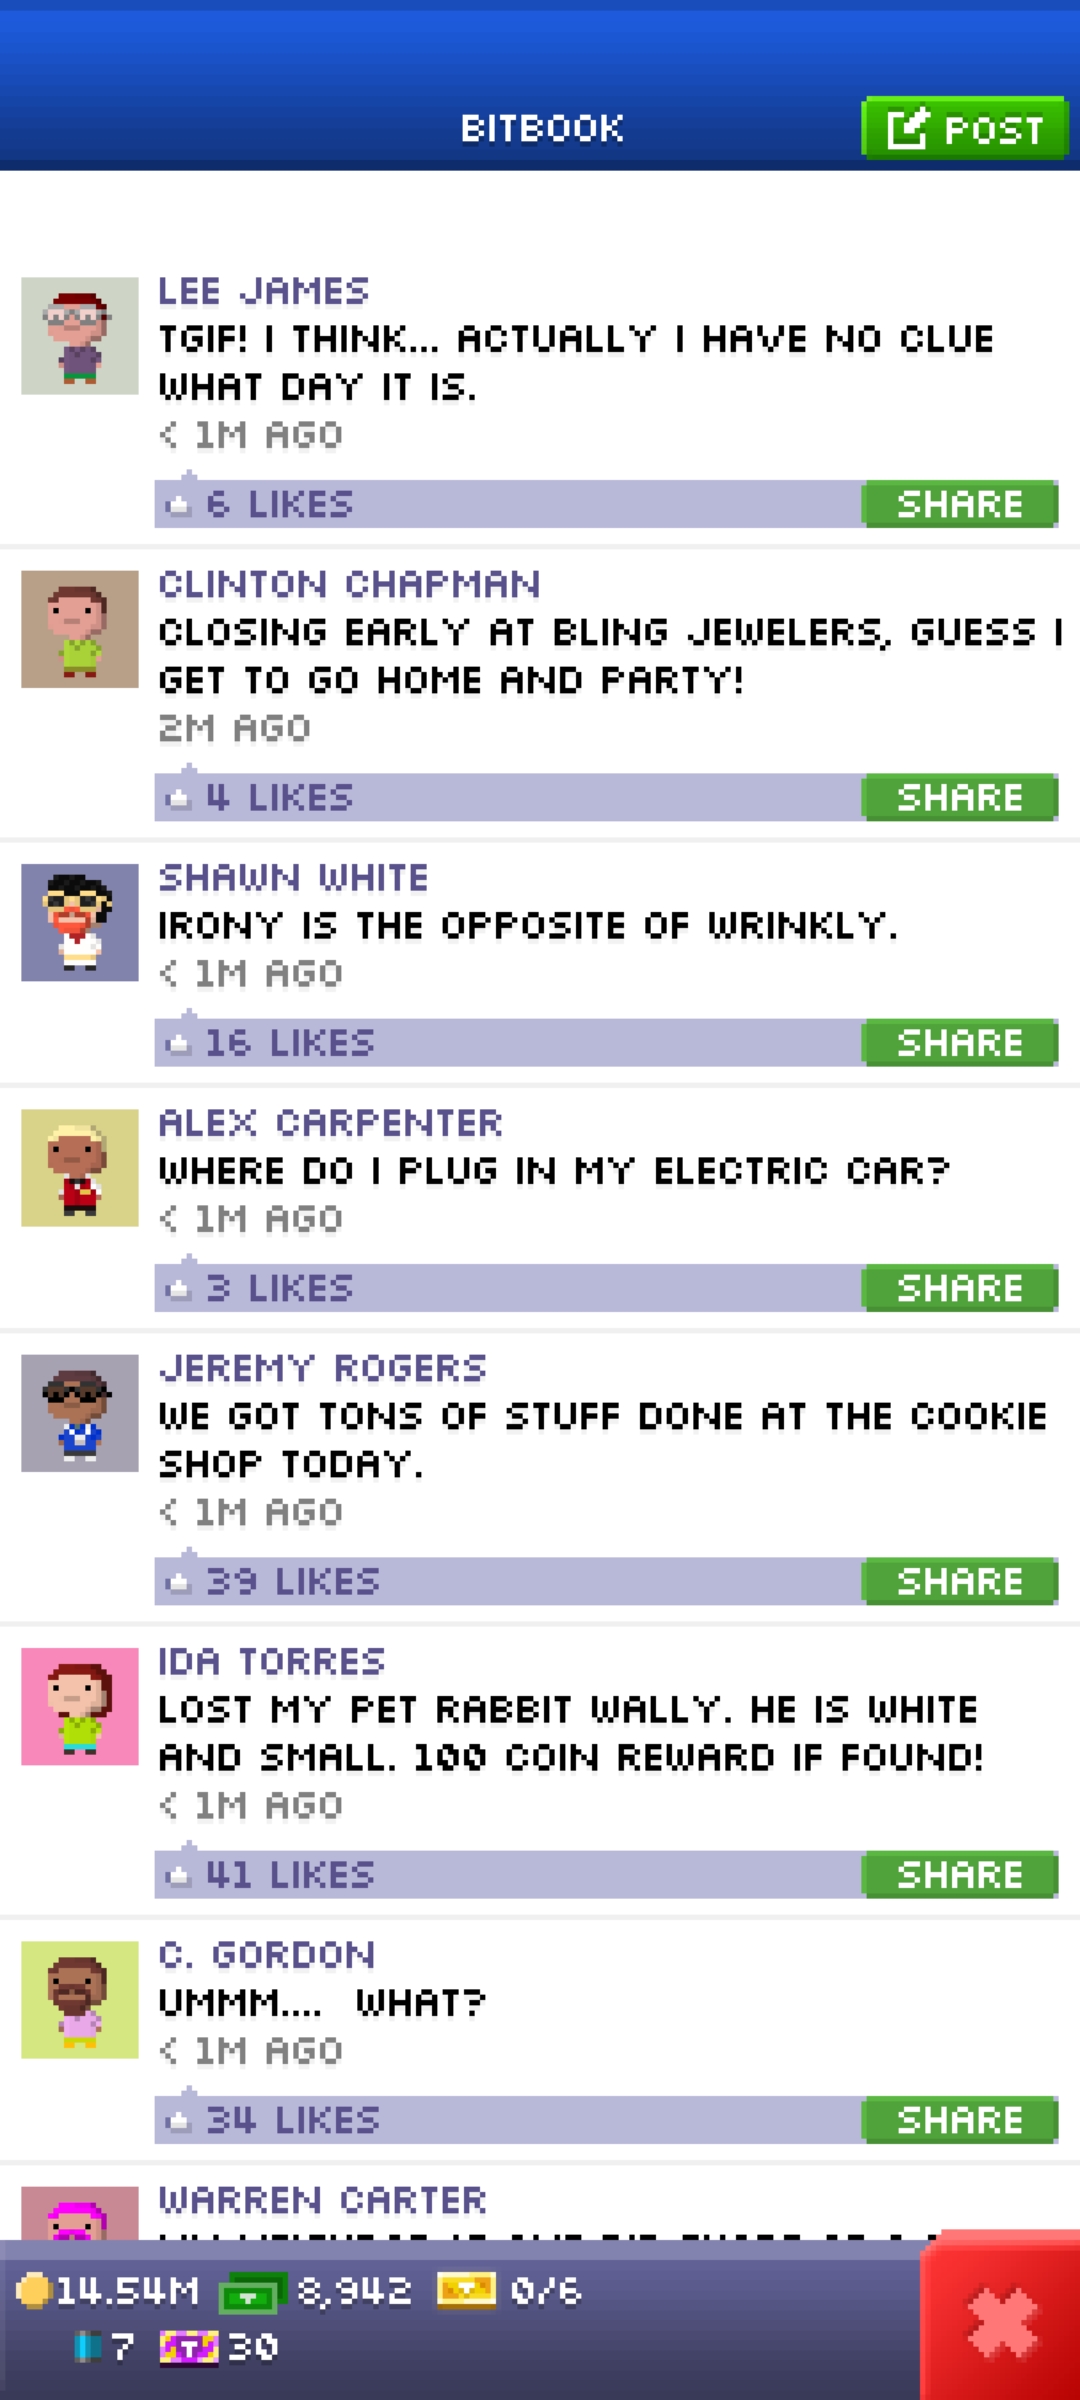 BITBOOK
POST
LEE JAMES
TGIF! I THINK... ACTUALLY I HAVE NO CLUE
WHAT DAY IT IS.
< 1M AGO
6 LIKES
SHARE
CLINTON CHAPMAN
CLOSING EARLY AT BLING JEWELERS, GUESS I
GET TO GO HOME AND PARTY!
2M AGO
4 LIKES
SHARE
SHAWN WHITE
IRONY IS THE OPPOSITE OF WRINKLY.
< 1M AGO
16 LIKES
SHARE
ALEX CARPENTER
WHERE DO I PLUG IN MY ELECTRIC CAR?
< 1M AGO
3 LIKES
SHARE
JEREMY ROGERS
WE GOT TONS OF STUFF DONE AT THE COOKIE
SHOP TODAY.
< 1M AGO
39 LIKES
SHARE
IDA TORRES
LOST MY PET RABBIT WALLY. HE IS WHITE
AND SMALL. 100 COIN REWARD IF FOUND!
< 1M AGO
41 LIKES
SHARE
C. GORDON
UMMM....  WHAT?
< 1M AGO
34 LIKES
SHARE
WARREN CARTER
14.54M 8,942 0/6
7 T 30